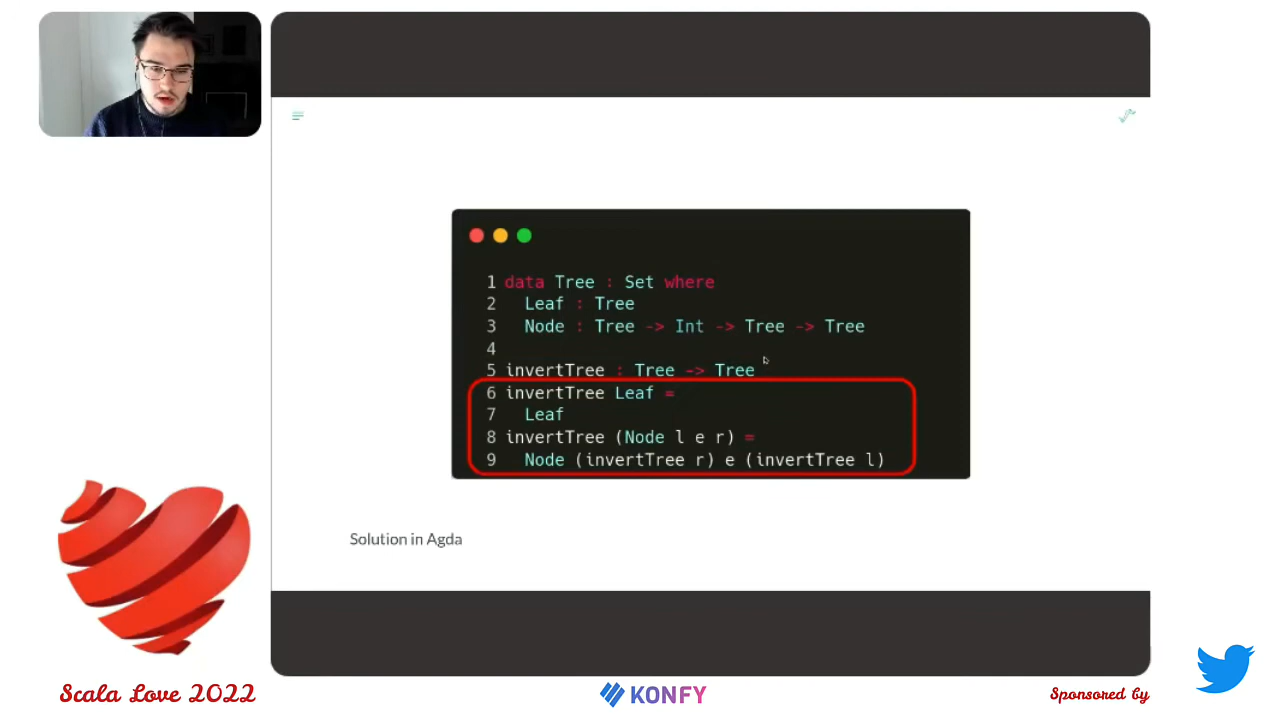 1 data Tree : Set where
2 Leaf : Tree
3 Node : Tree -> Int -> Tree -> Tree
4
5 invertTree : Tree -> Tree
6 invertTree Leaf =
7 Leaf
8 invertTree (Node l e r) =
9 Node (invertTree r) e (invertTree l)
Solution in Agda
Scala Love 2022
KONFY
Sponsored by